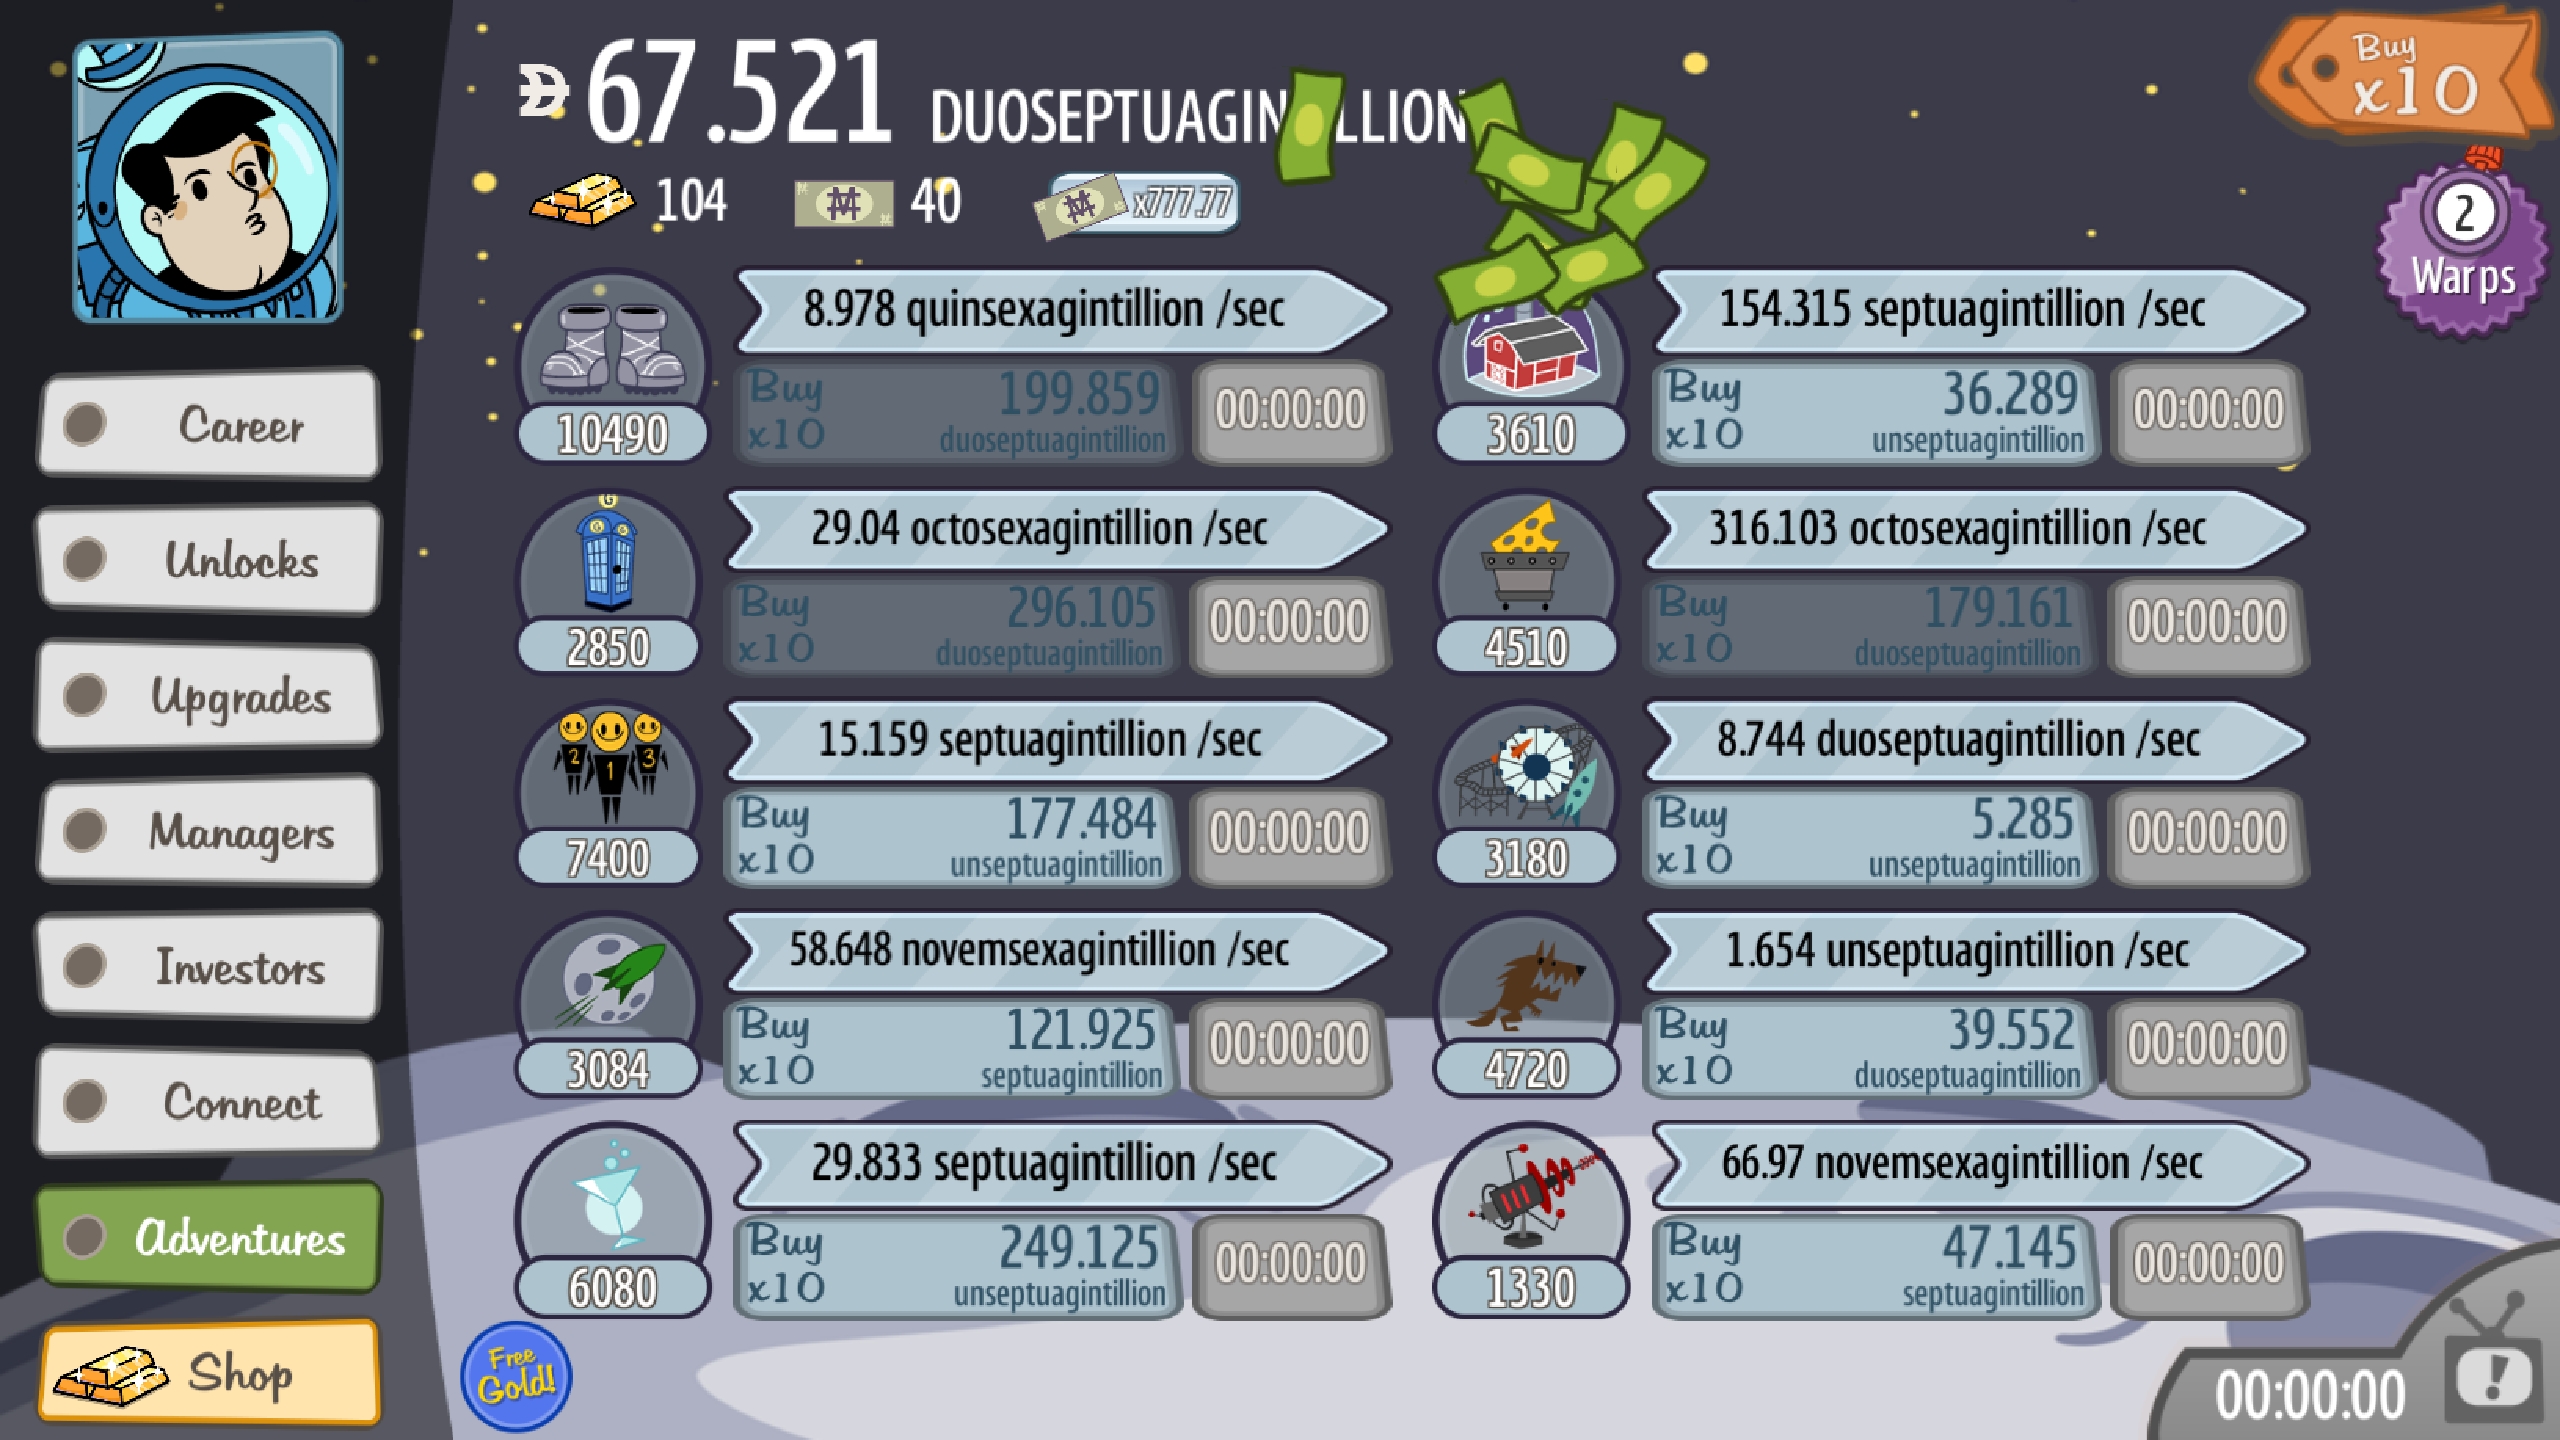 67.521 DUOSEPTUAGINTILLION
104
40
x777.77
Buy
x10
2
Warps
Career
Unlocks
Upgrades
Managers
Investors
Connect
Adventures
Shop
8.978 quinsexagintillion /sec
Buy
x10
199.859
duoseptuagintillion
00:00:00
10490
154.315 septuagintillion /sec
Buy
x10
36.289
unseptuagintillion
00:00:00
3610
G
29.04 octosexagintillion /sec
Buy
x10
296.105
duoseptuagintillion
00:00:00
2850
316.103 octosexagintillion /sec
Buy
x10
179.161
duoseptuagintillion
00:00:00
4510
2 1 3
15.159 septuagintillion /sec
Buy
x10
177.484
unseptuagintillion
00:00:00
7400
8.744 duoseptuagintillion /sec
Buy
x10
5.285
unseptuagintillion
00:00:00
3180
58.648 novemsexagintillion /sec
Buy
x10
121.925
septuagintillion
00:00:00
3084
1.654 unseptuagintillion /sec
Buy
x10
39.552
duoseptuagintillion
00:00:00
4720
29.833 septuagintillion /sec
Buy
x10
249.125
unseptuagintillion
00:00:00
6080
66.97 novemsexagintillion /sec
Buy
x10
47.145
septuagintillion
00:00:00
1330
Free
Gold!
00:00:00
!